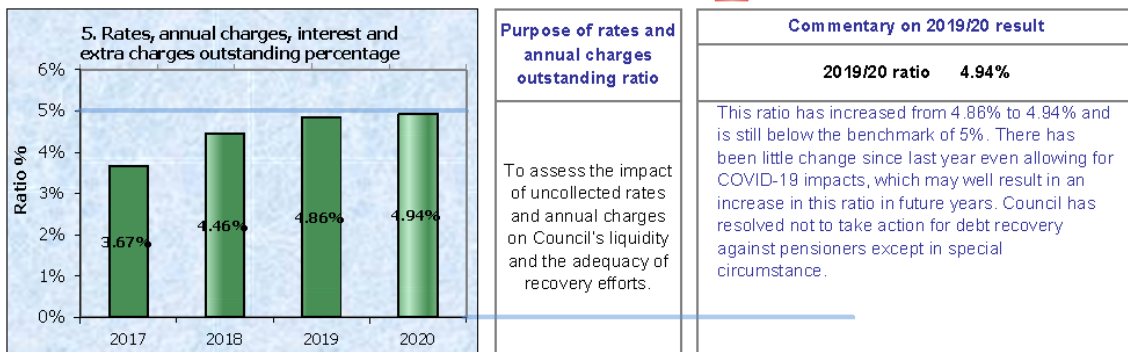 5. Rates, annual charges, interest and
extra charges outstanding percentage
6%
5%
4%
3%
2%
1%
0%
Ratio %
3.67%
4.46%
4.86%
4.94%
2017 2018 2019 2020
Purpose of rates and
annual charges
outstanding ratio
To assess the impact
of uncollected rates
and annual charges
on Council's liquidity
and the adequacy of
recovery efforts.
Commentary on 2019/20 result
2019/20 ratio 4.94%
This ratio has increased from 4.86% to 4.94% and
is still below the benchmark of 5%. There has
been little change since last year even allowing for
COVID-19 impacts, which may well result in an
increase in this ratio in future years. Council has
resolved not to take action for debt recovery
against pensioners except in special
circumstance.